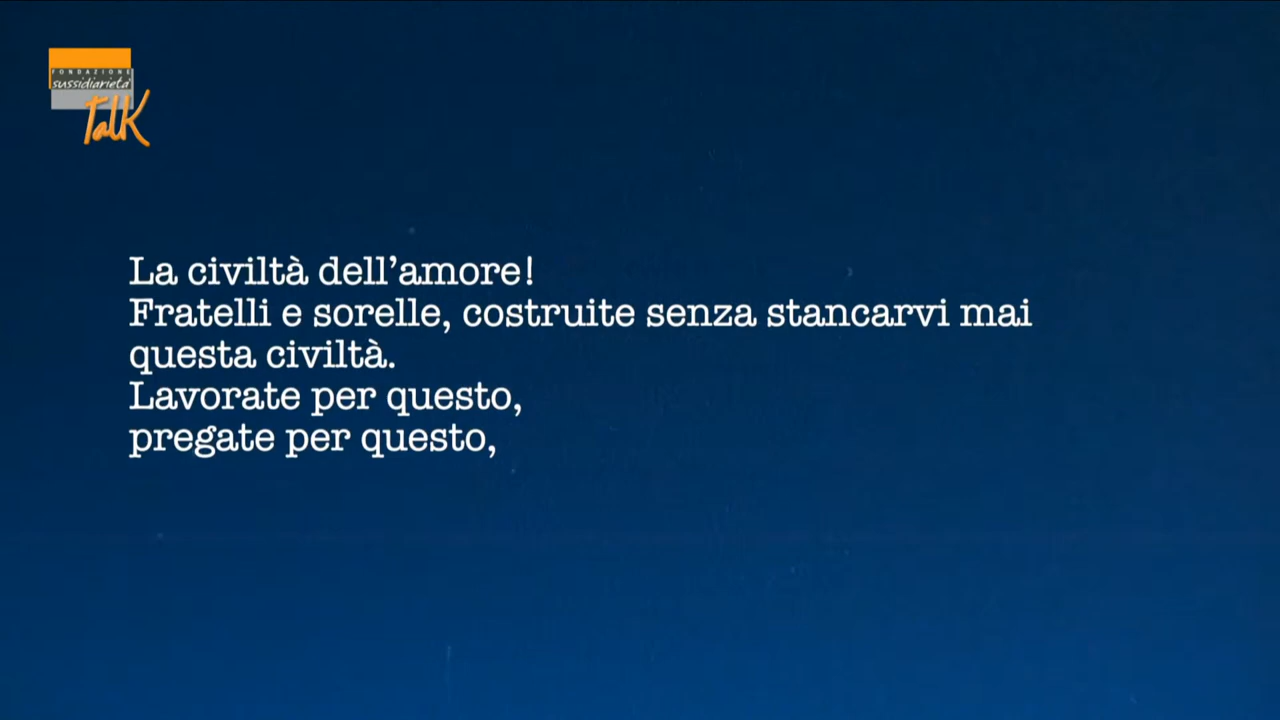 FONDAZIONE
sussidiarietà
Talk
La civiltà dell’amore!
Fratelli e sorelle, costruite senza stancarvi mai
questa civiltà.
Lavorate per questo,
pregate per questo,